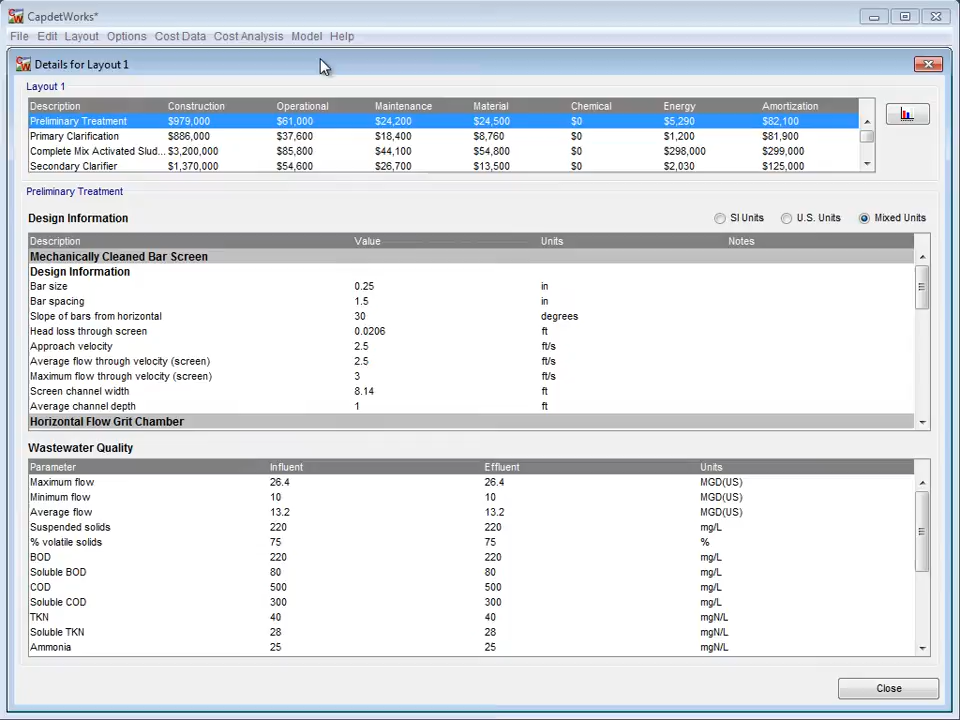 CapdetWorks*
File Edit Layout Options Cost Data Cost Analysis Model Help
Details for Layout 1
Layout 1
Description Construction Operational Maintenance Material Chemical Energy Amortization
Preliminary Treatment $979,000 $61,000 $24,200 $24,500 $0 $5,290 $82,100
Primary Clarification $886,000 $37,600 $18,400 $8,760 $0 $1,200 $81,900
Complete Mix Activated Slud... $3,200,000 $85,800 $44,100 $54,800 $0 $298,000 $299,000
Secondary Clarifier $1,370,000 $54,600 $26,700 $13,500 $0 $2,030 $125,000
Preliminary Treatment
Design Information SI Units U.S. Units Mixed Units
Description Value Units Notes
Mechanically Cleaned Bar Screen
Design Information
Bar size 0.25 in
Bar spacing 1.5 in
Slope of bars from horizontal 30 degrees
Head loss through screen 0.0206 ft
Approach velocity 2.5 ft/s
Average flow through velocity (screen) 2.5 ft/s
Maximum flow through velocity (screen) 3 ft/s
Screen channel width 8.14 ft
Average channel depth 1 ft
Horizontal Flow Grit Chamber
Wastewater Quality
Parameter Influent Effluent Units
Maximum flow 26.4 26.4 MGD(US)
Minimum flow 10 10 MGD(US)
Average flow 13.2 13.2 MGD(US)
Suspended solids 220 220 mg/L
% volatile solids 75 75 %
BOD 220 220 mg/L
Soluble BOD 80 80 mg/L
COD 500 500 mg/L
Soluble COD 300 300 mg/L
TKN 40 40 mgN/L
Soluble TKN 28 28 mgN/L
Ammonia 25 25 mgN/L
Close